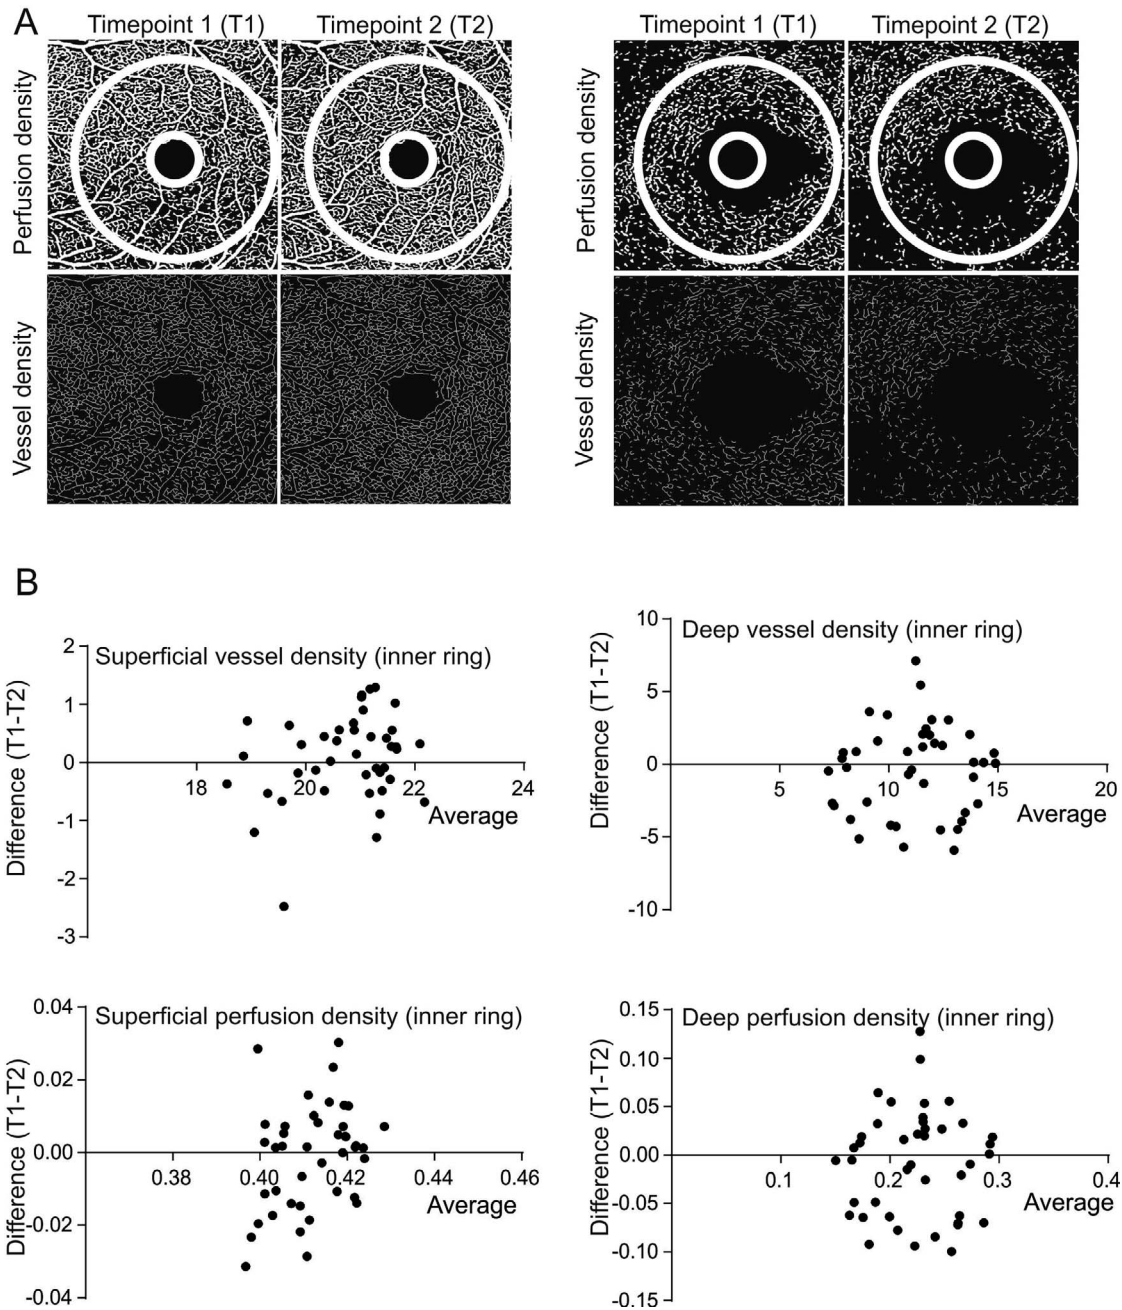 A
Timepoint 1 (T1) Timepoint 2 (T2) Timepoint 1 (T1) Timepoint 2 (T2)
Perfusion density
Vessel density
Perfusion density
Vessel density
B
Superficial vessel density (inner ring)
Difference (T1-T2)
2
1
0
-1
-2
-3
18 20 22 24
Average
Deep vessel density (inner ring)
Difference (T1-T2)
10
5
0
-5
-10
5 10 15 20
Average
Superficial perfusion density (inner ring)
Difference (T1-T2)
0.04
0.02
0.00
-0.02
-0.04
0.38 0.40 0.42 0.44 0.46
Average
Deep perfusion density (inner ring)
Difference (T1-T2)
0.15
0.10
0.05
0.00
-0.05
-0.10
-0.15
0.1 0.2 0.3 0.4
Average